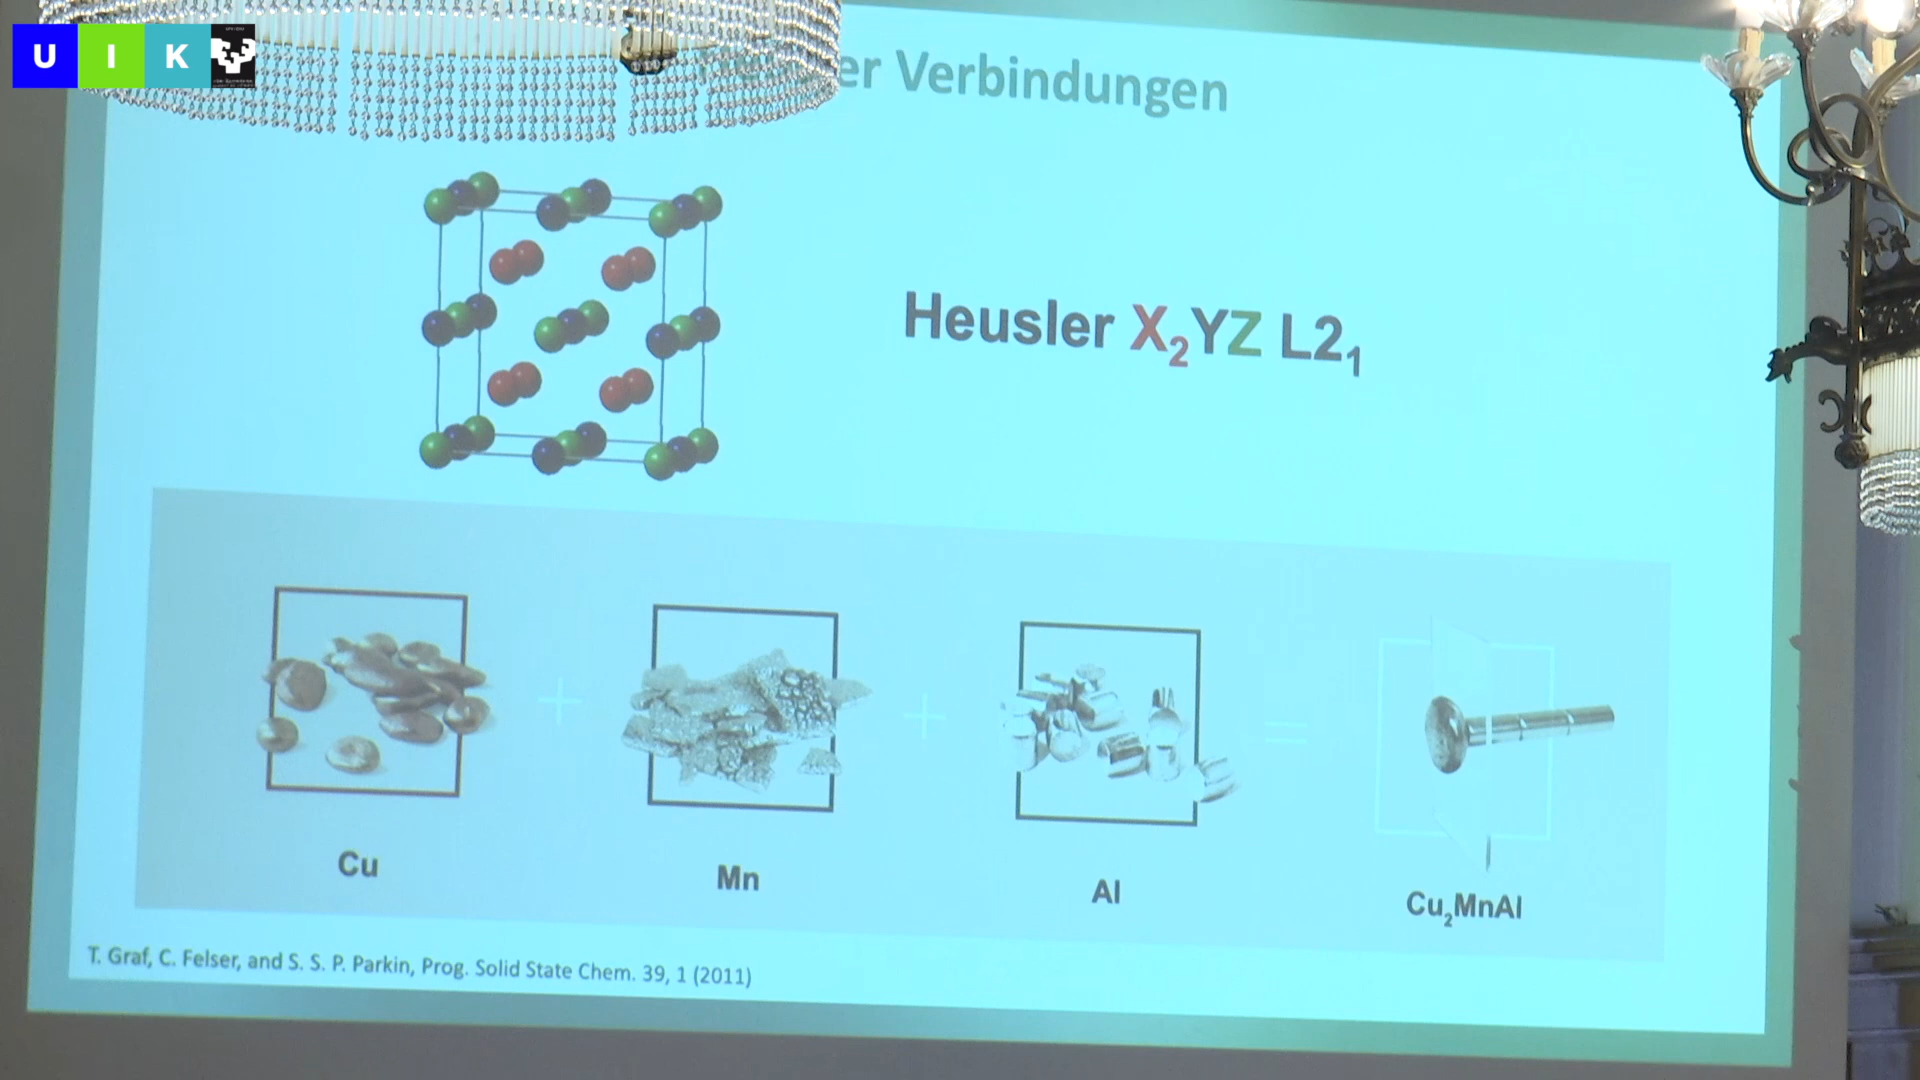 UIK
er Verbindungen
Heusler X₂YZ L2₁
Cu
Mn
Al
Cu₂MnAl
T. Graf, C. Felser, and S. S. P. Parkin, Prog. Solid State Chem. 39, 1 (2011)